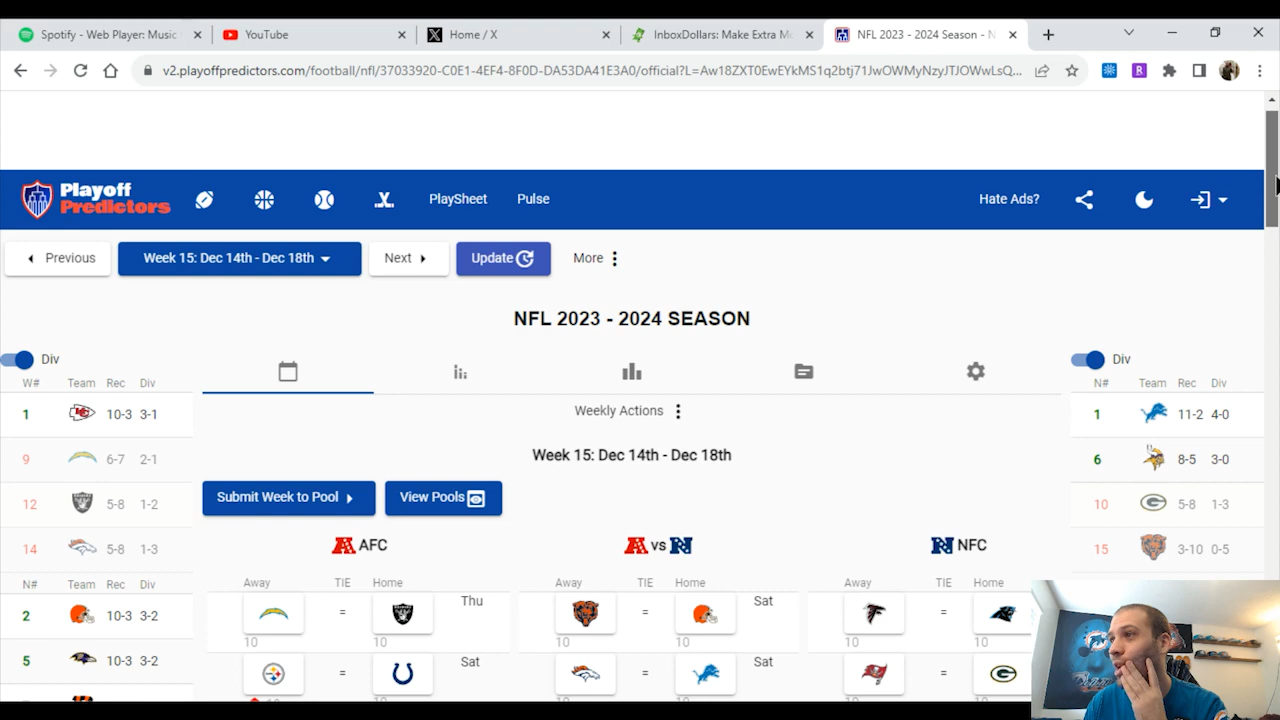 Spotify - Web Player: Music
YouTube
Home / X
InboxDollars: Make Extra Mo
NFL 2023 - 2024 Season - N
v2.playoffpredictors.com/football/nfl/37033920-C0E1-4EF4-8F0D-DA53DA41E3A0/official?L=Aw18ZXT0EwEYkMS1q2btj71JwOWMyNzyJTJOWwLsQ...
Playoff
Predictors
PlaySheet Pulse Hate Ads?
Previous Week 15: Dec 14th - Dec 18th Next Update More
NFL 2023 - 2024 SEASON
Div
W# Team Rec Div
1 10-3 3-1
9 6-7 2-1
12 5-8 1-2
14 5-8 1-3
N#
2 10-3 3-2
5 10-3 3-2
Weekly Actions
Week 15: Dec 14th - Dec 18th
Submit Week to Pool View Pools
AFC
Away TIE Home
= Thu
10 10
= Sat
A vs N
Away TIE Home
= Sat
10 10
= Sat
NFC
Away TIE Home
=
10
=
Div
N# Team Rec Div
1 11-2 4-0
6 8-5 3-0
10 5-8 1-3
15 3-10 0-5